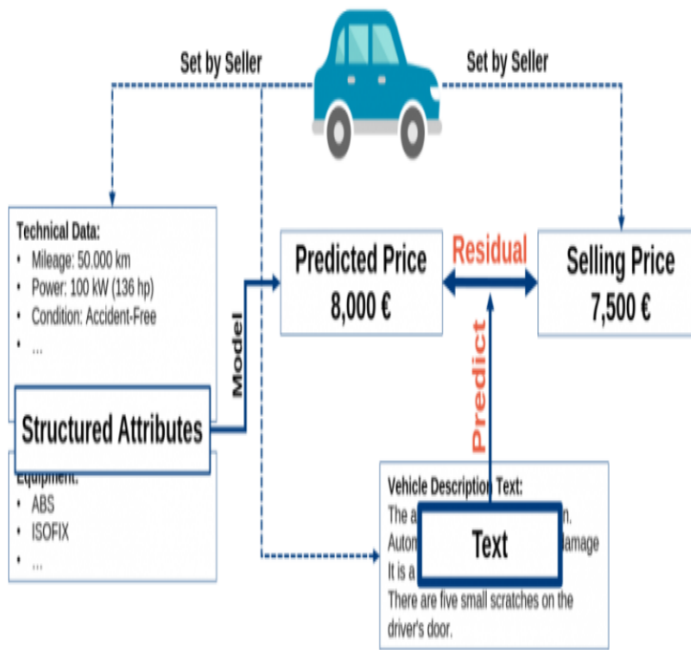 Set by Seller
Set by Seller
Technical Data:
• Mileage: 50.000 km
• Power: 100 kW (136 hp)
• Condition: Accident-Free
• ...
Structured Attributes
Equipment:
• ABS
• ISOFIX
• ...
Model
Predicted Price
8,000 €
Residual
Selling Price
7,500 €
Predict
Vehicle Description Text:
The
Text
It is a
There are five small scratches on the
driver's door.